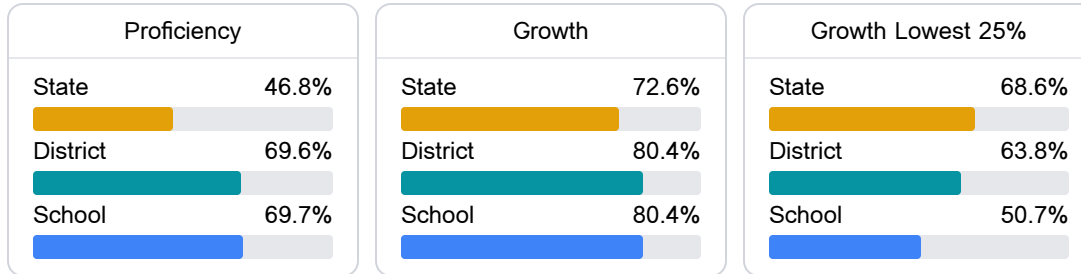 Proficiency
State 46.8%
District 69.6%
School 69.7%
Growth
State 72.6%
District 80.4%
School 80.4%
Growth Lowest 25%
State 68.6%
District 63.8%
School 50.7%